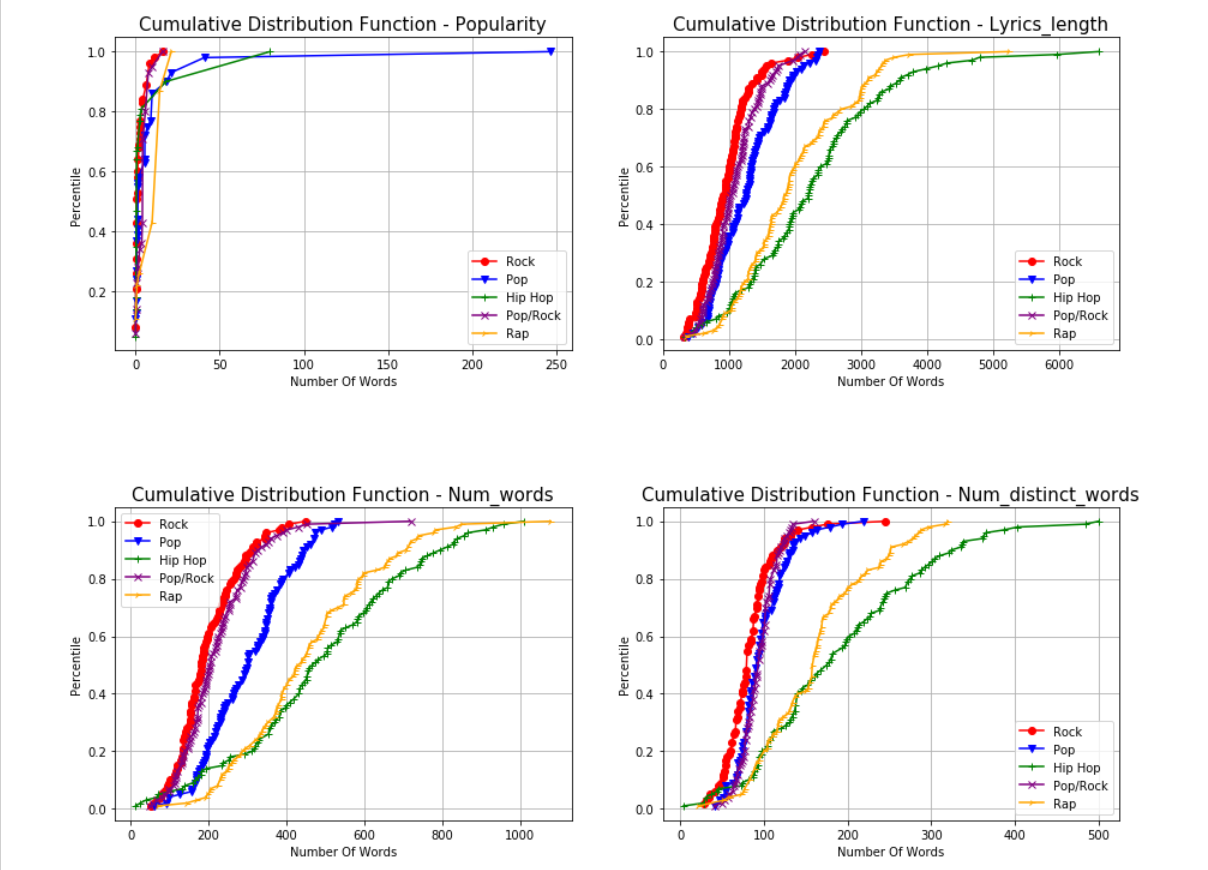 Cumulative Distribution Function - Popularity
1.0
0.8
0.6
0.4
0.2
Percentile
0 50 100 150 200 250
Number Of Words
Rock
Pop
Hip Hop
Pop/Rock
Rap
Cumulative Distribution Function - Lyrics_length
1.0
0.8
0.6
0.4
0.2
0.0
Percentile
0 1000 2000 3000 4000 5000 6000
Number Of Words
Rock
Pop
Hip Hop
Pop/Rock
Rap
Cumulative Distribution Function - Num_words
1.0
0.8
0.6
0.4
0.2
0.0
Percentile
0 200 400 600 800 1000
Number Of Words
Rock
Pop
Hip Hop
Pop/Rock
Rap
Cumulative Distribution Function - Num_distinct_words
1.0
0.8
0.6
0.4
0.2
0.0
Percentile
0 100 200 300 400 500
Number Of Words
Rock
Pop
Hip Hop
Pop/Rock
Rap